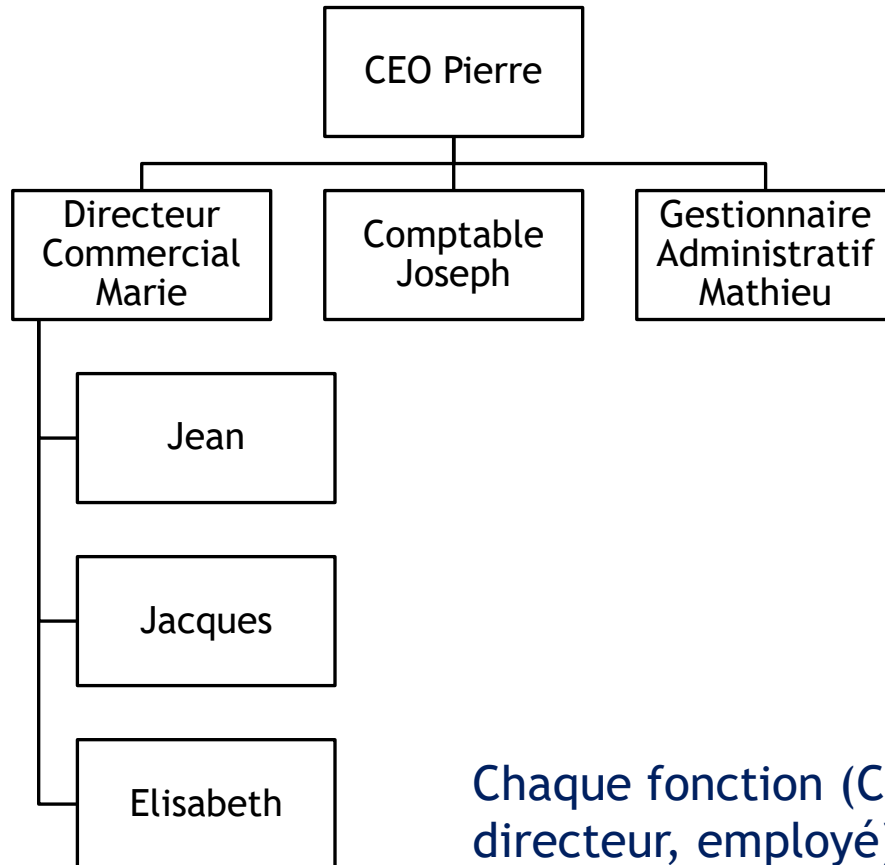 CEO Pierre
Directeur
Commercial
Marie
Comptable
Joseph
Gestionnaire
Administratif
Mathieu
Jean
Jacques
Elisabeth
Chaque fonction (C
directeur, employé)